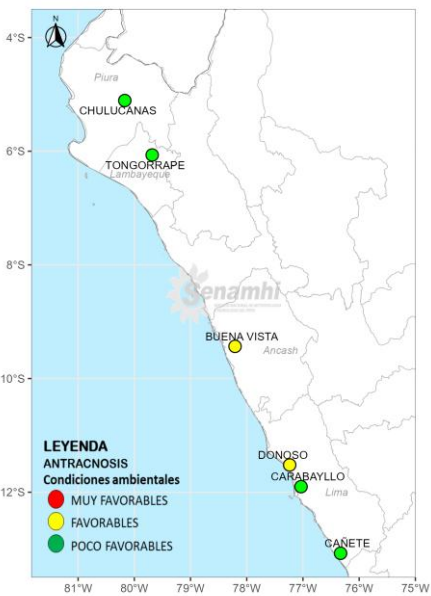 N
4°S
Piura
CHULUCANAS
6°S
TONGORRAPE
Lambayeque
8°S
Senamhi
BUENA VISTA
Ancash
10°S
LEYENDA
ANTRACNOSIS
Condiciones ambientales
MUY FAVORABLES
FAVORABLES
POCO FAVORABLES
DONOSO
CARABAYLLO
Lima
12°S
CAÑETE
81°W 80°W 79°W 78°W 77°W 76°W 75°W